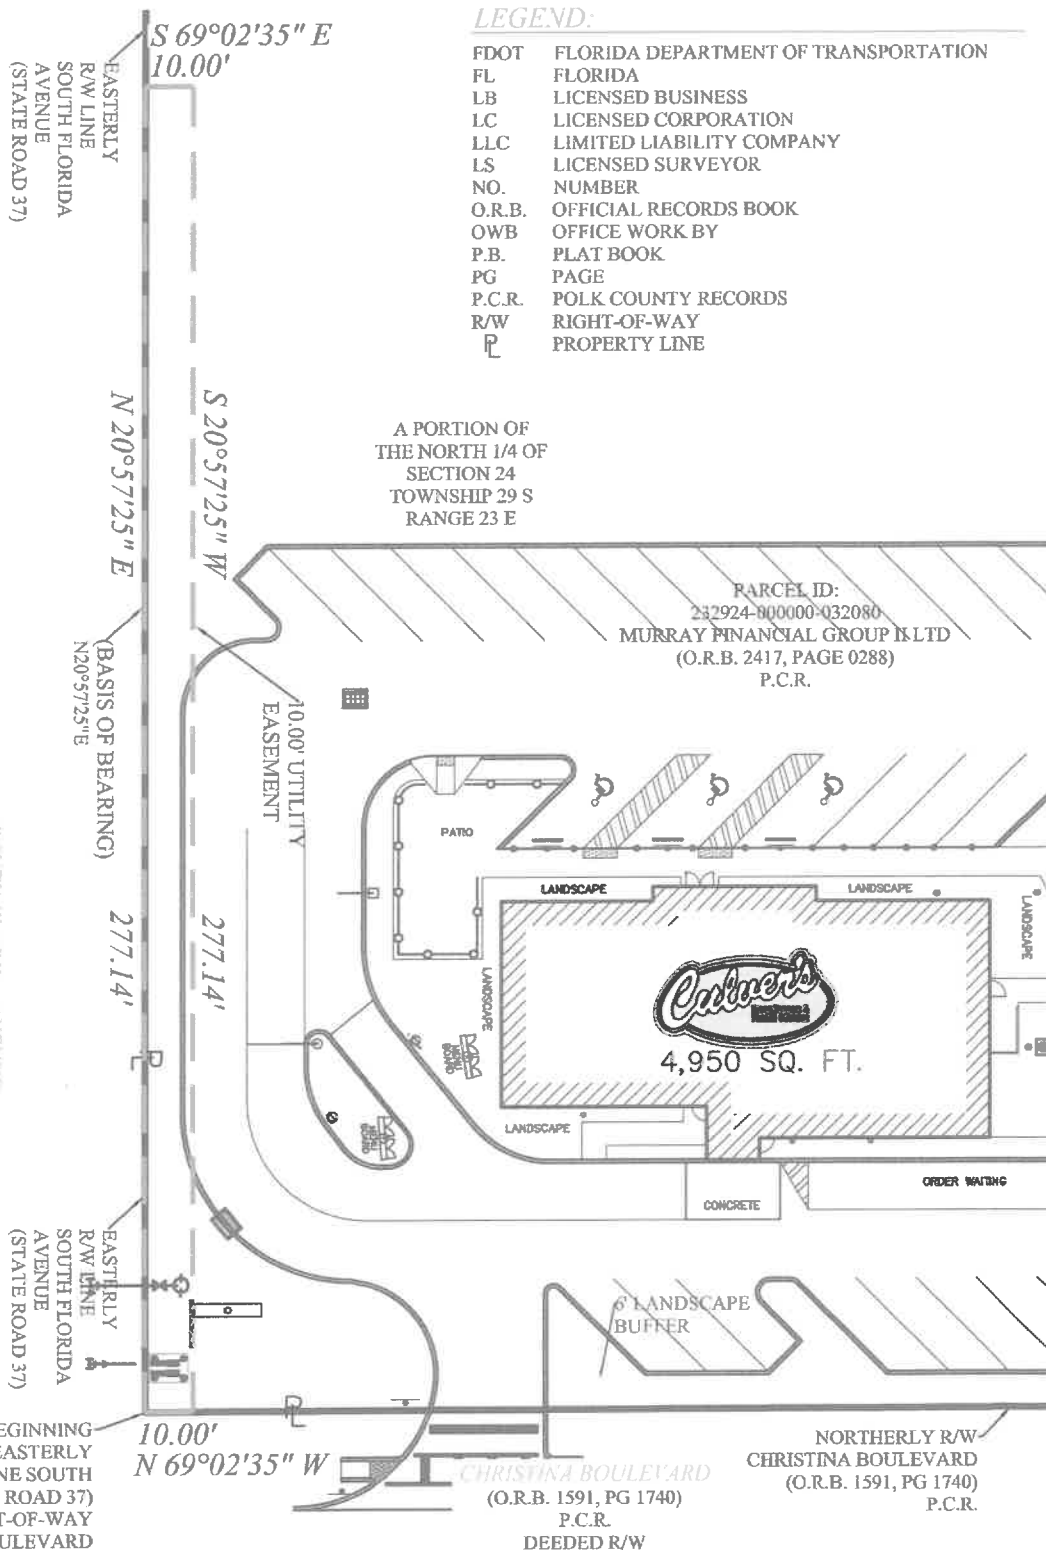 LEGEND:
FDOT FLORIDA DEPARTMENT OF TRANSPORTATION
FL FLORIDA
LB LICENSED BUSINESS
LC LICENSED CORPORATION
LLC LIMITED LIABILITY COMPANY
LS LICENSED SURVEYOR
NO. NUMBER
O.R.B. OFFICIAL RECORDS BOOK
OWB OFFICE WORK BY
P.B. PLAT BOOK
PG PAGE
P.C.R. POLK COUNTY RECORDS
R/W RIGHT-OF-WAY
PL PROPERTY LINE
S 69°02'35" E
10.00'
EASTERLY
R/W LINE
SOUTH FLORIDA
AVENUE
(STATE ROAD 37)
S 20°57'25" W
N 20°57'25" E
A PORTION OF
THE NORTH 1/4 OF
SECTION 24
TOWNSHIP 29 S
RANGE 23 E
PARCEL ID:
232924-000000-032080
MURRAY FINANCIAL GROUP II LTD
(O.R.B. 2417, PAGE 0288)
P.C.R.
(BASIS OF BEARING)
N20°57'25"E
10.00' UTILITY
EASEMENT
PATIO
LANDSCAPE
LANDSCAPE
LANDSCAPE
LANDSCAPE
277.14'
277.14'
Culver's
4,950 SQ. FT.
MENU
BOARD
PL
MENU
BOARD
LANDSCAPE
CONCRETE
ORDER WAITING
EASTERLY
R/W LINE
SOUTH FLORIDA
AVENUE
(STATE ROAD 37)
6' LANDSCAPE
BUFFER
PL
10.00'
N 69°02'35" W
EGINNING
EASTERLY
NE SOUTH
ROAD 37)
T-OF-WAY
ULEVARD
CHRISTINA BOULEVARD
(O.R.B. 1591, PG 1740)
P.C.R.
DEEDED R/W
NORTHERLY R/W
CHRISTINA BOULEVARD
(O.R.B. 1591, PG 1740)
P.C.R.